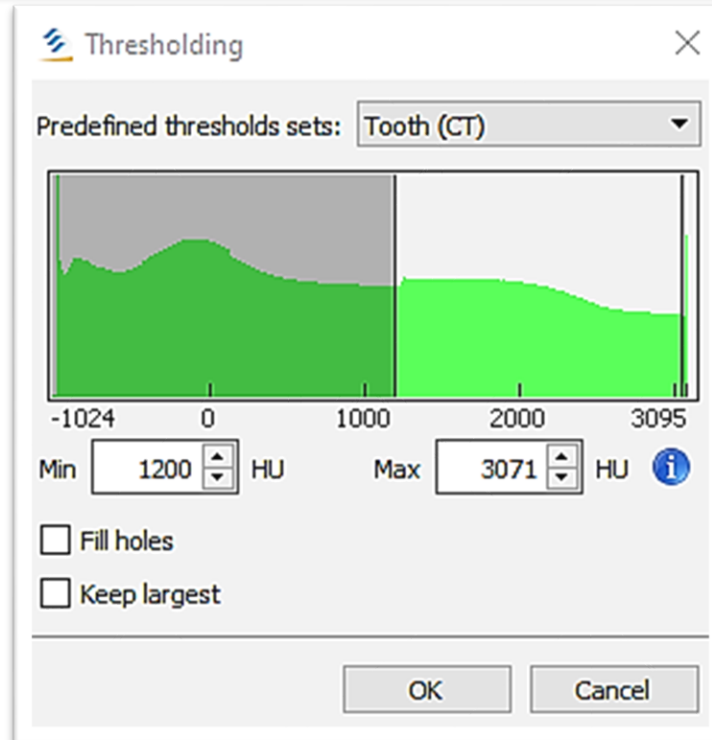 Thresholding
Predefined thresholds sets: Tooth (CT)
-1024 0 1000 2000 3095
Min 1200 HU Max 3071 HU i
Fill holes
Keep largest
OK Cancel